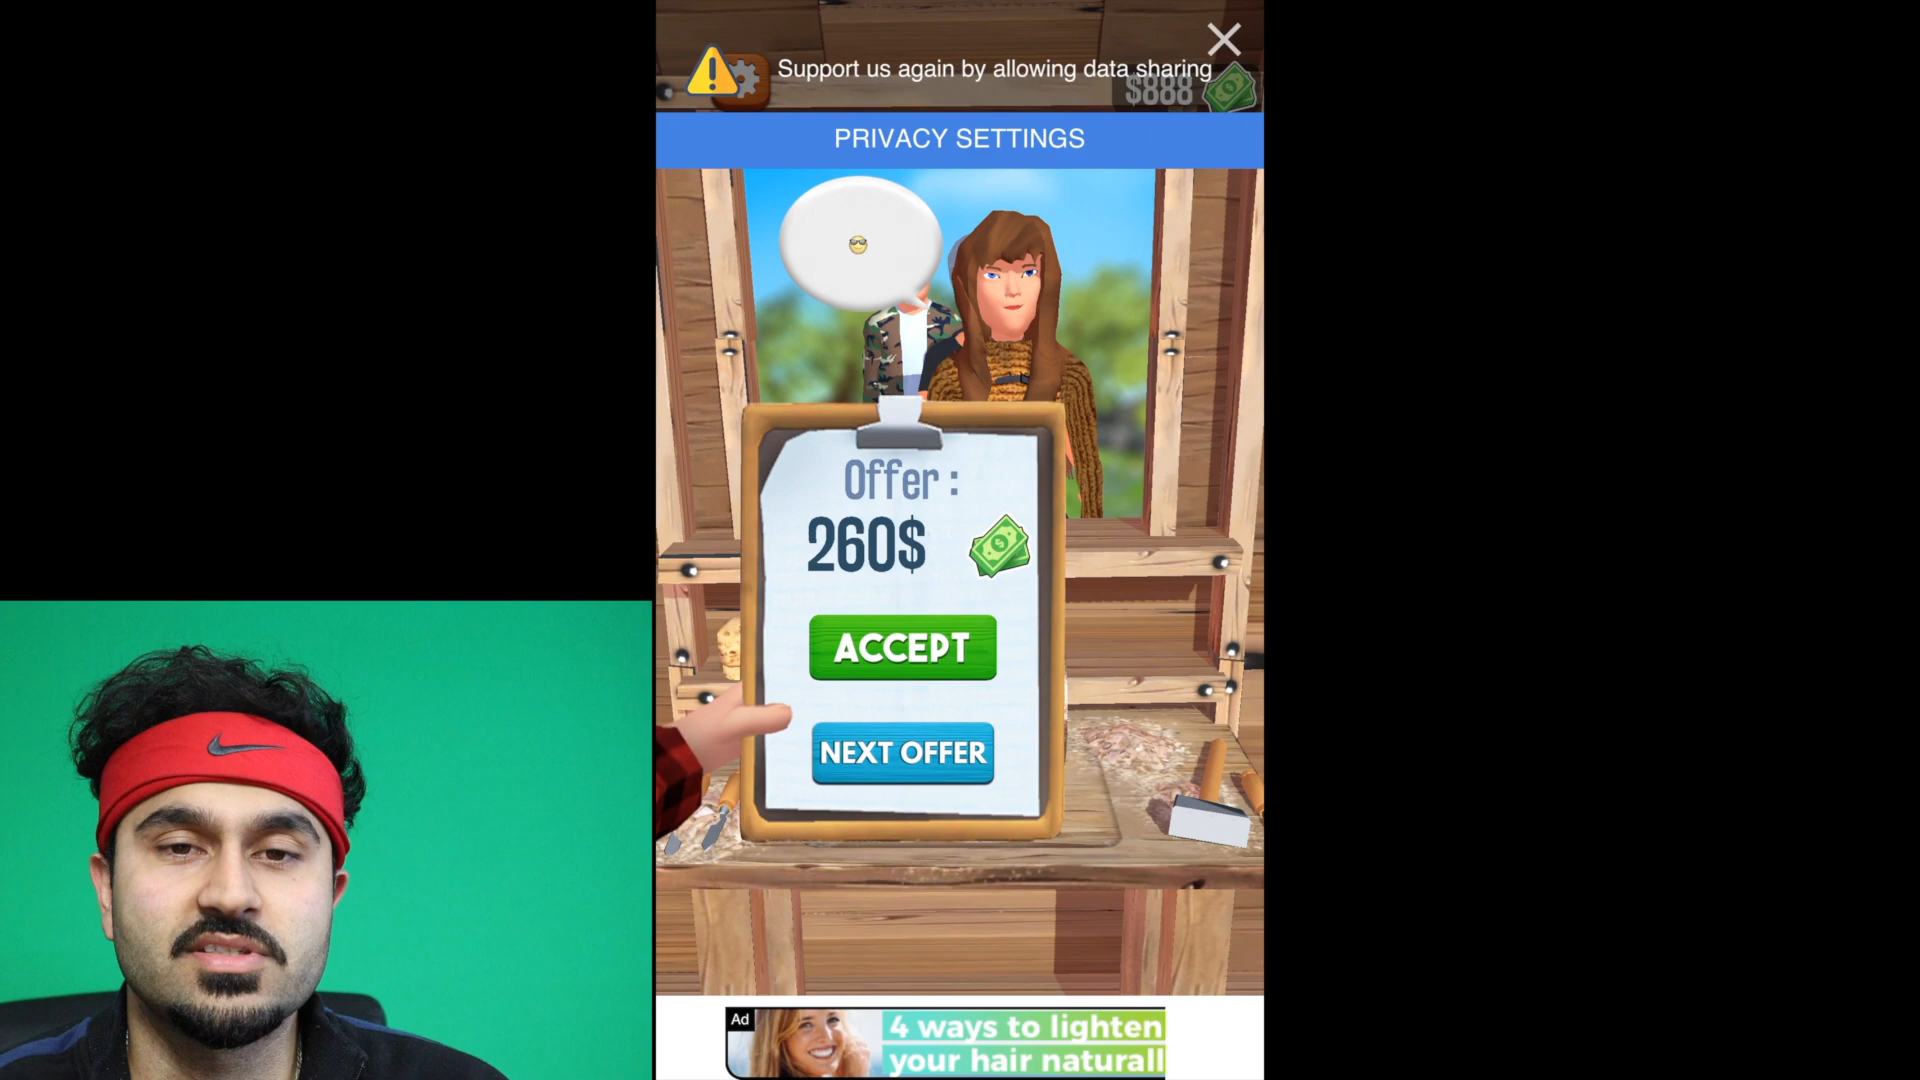 Support us again by allowing data sharing
$888
PRIVACY SETTINGS
Offer :
260$
ACCEPT
NEXT OFFER
Ad
4 ways to lighten
your hair naturall